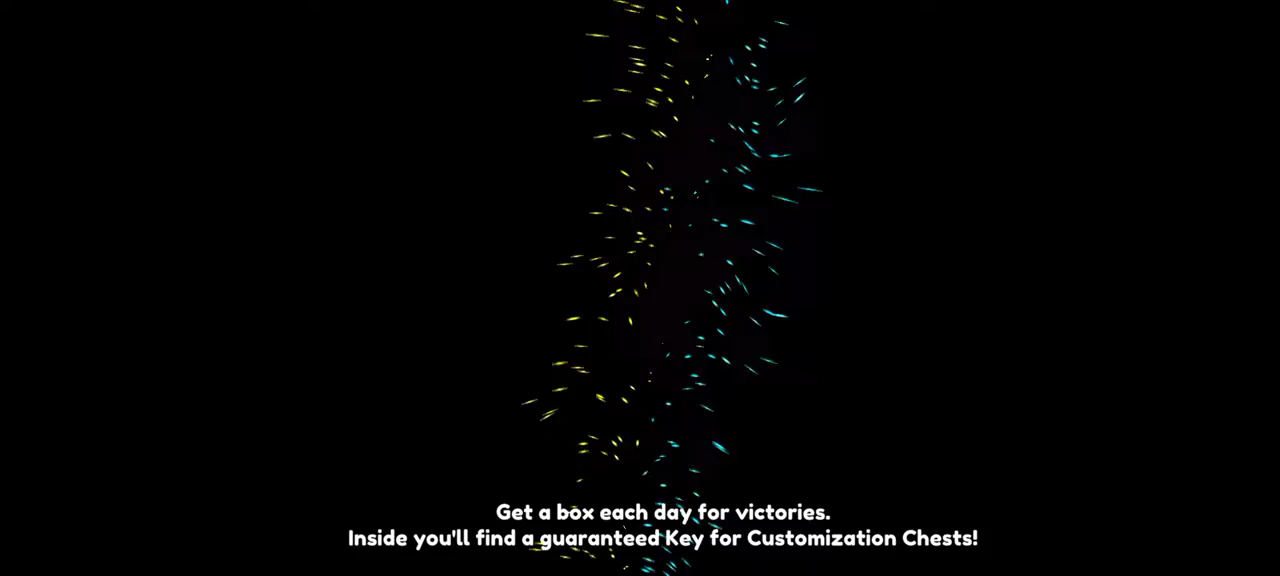 Get a box each day for victories.
Inside you'll find a guaranteed Key for Customization Chests!